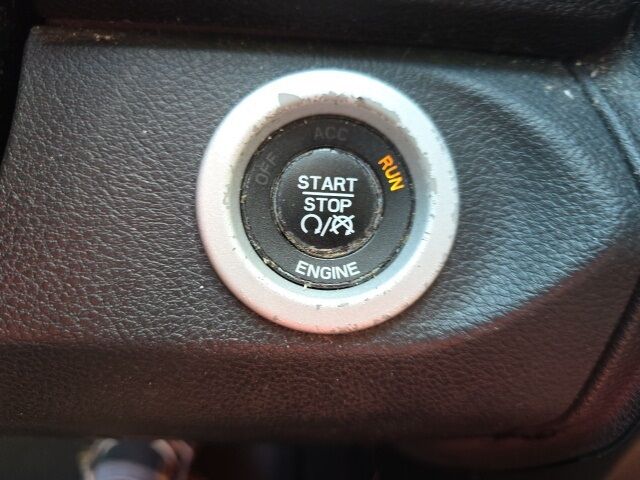 ACC
OFF
RUN
START
STOP
ENGINE